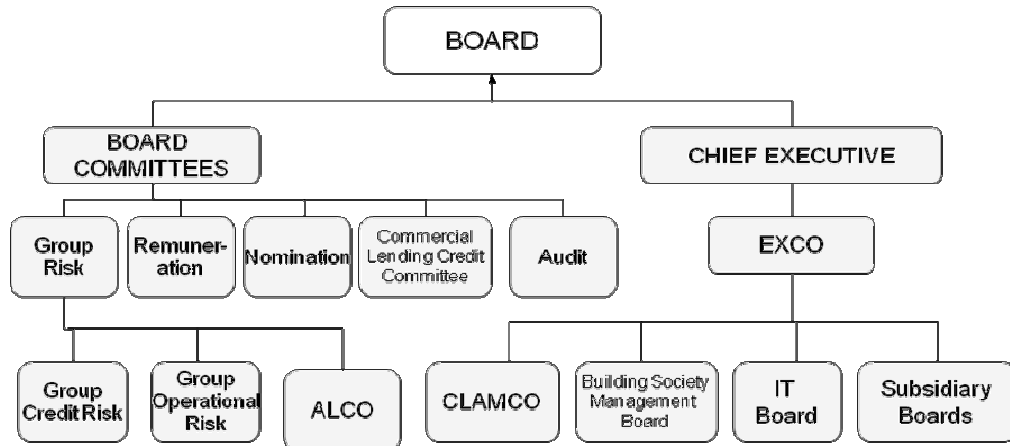 BOARD
BOARD
COMMITTEES
CHIEF EXECUTIVE
Group
Risk
Remuner-
ation
Nomination
Commercial
Lending Credit
Committee
Audit
EXCO
Group
Credit Risk
Group
Operational
Risk
ALCO
CLAMCO
Building Society
Management
Board
IT
Board
Subsidiary
Boards